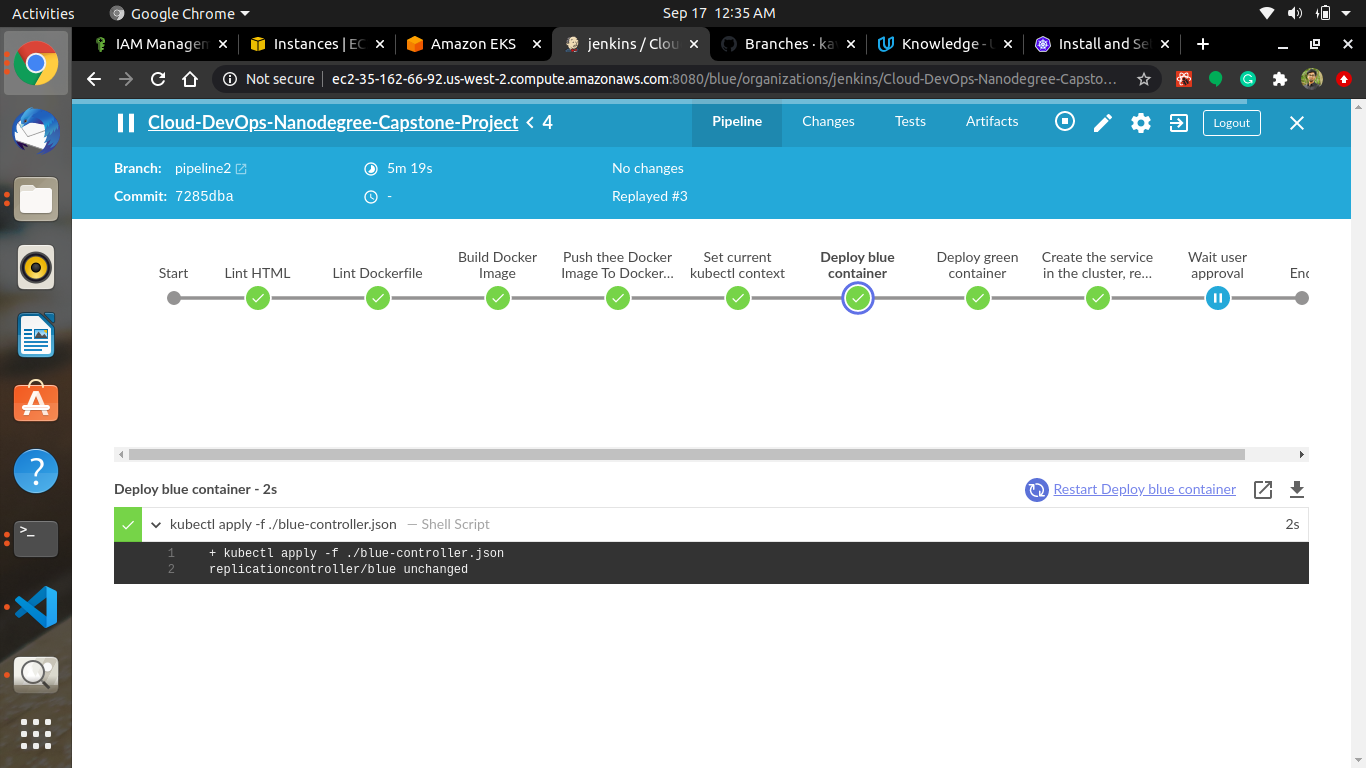 Activities
Google Chrome
Sep 17 12:35 AM
IAM Managem
Instances | EC
Amazon EKS
jenkins / Clou
Branches · ka
Knowledge - U
Install and Se
Not secure
ec2-35-162-66-92.us-west-2.compute.amazonaws.com:8080/blue/organizations/jenkins/Cloud-DevOps-Nanodegree-Capsto…
Cloud-DevOps-Nanodegree-Capstone-Project < 4
Pipeline
Changes
Tests
Artifacts
Logout
Branch: pipeline2
5m 19s
No changes
Commit: 7285dba
-
Replayed #3
Start
Lint HTML
Lint Dockerfile
Build Docker
Image
Push thee Docker
Image To Docker...
Set current
kubectl context
Deploy blue
container
Deploy green
container
Create the service
in the cluster, re...
Wait user
approval
End
Deploy blue container - 2s
Restart Deploy blue container
kubectl apply -f ./blue-controller.json — Shell Script
2s
1 + kubectl apply -f ./blue-controller.json
2 replicationcontroller/blue unchanged